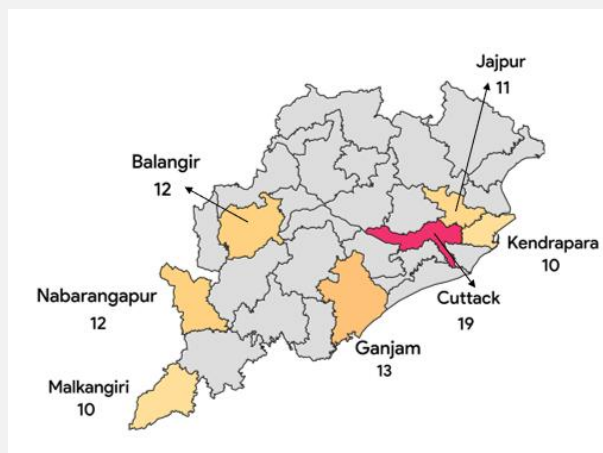 Jajpur
11
Balangir
12
Kendrapara
10
Nabarangapur
12
Cuttack
19
Ganjam
13
Malkangiri
10